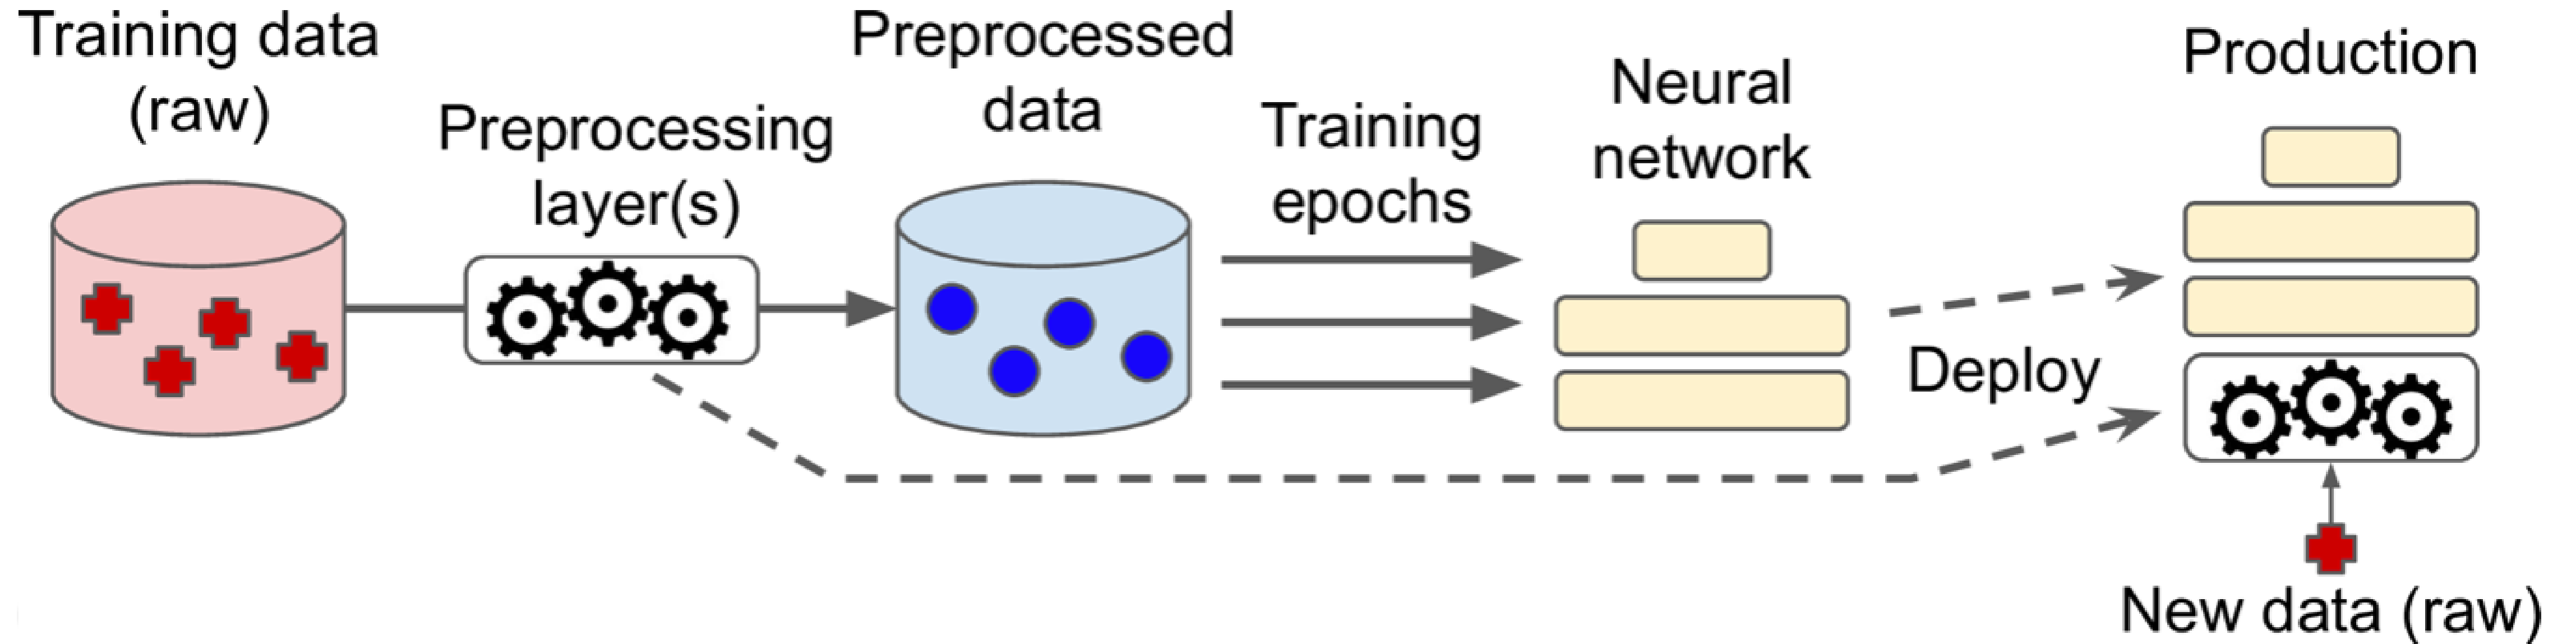 Training data
(raw)
Preprocessing
layer(s)
Preprocessed
data
Training
epochs
Neural
network
Deploy
Production
New data (raw)